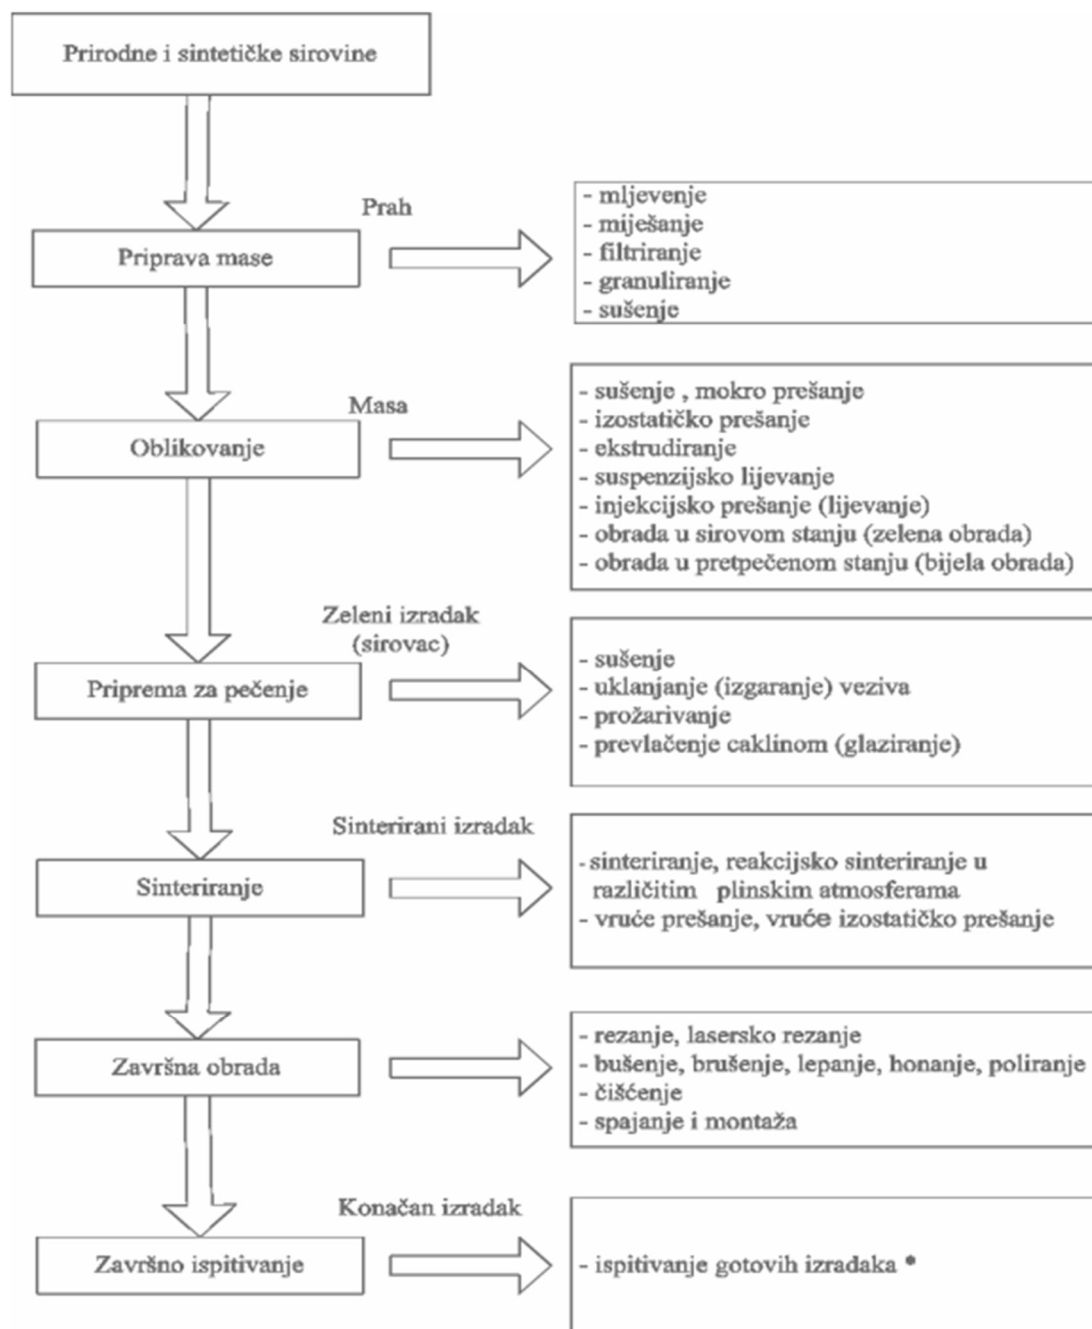 Prirodne i sintetičke sirovine
Prah
Priprava mase
- mljevenje
- miješanje
- filtriranje
- granuliranje
- sušenje
Masa
Oblikovanje
- sušenje , mokro prešanje
- izostatičko prešanje
- ekstrudiranje
- suspenzijsko lijevanje
- injekcijsko prešanje (lijevanje)
- obrada u sirovom stanju (zelena obrada)
- obrada u pretpečenom stanju (bijela obrada)
Zeleni izradak
(sirovac)
Priprema za pečenje
- sušenje
- uklanjanje (izgaranje) veziva
- prožarivanje
- prevlačenje caklinom (glaziranje)
Sinterirani izradak
Sinteriranje
- sinteriranje, reakcijsko sinteriranje u
različitim plinskim atmosferama
- vruće prešanje, vruće izostatičko prešanje
Završna obrada
- rezanje, lasersko rezanje
- bušenje, brušenje, lepanje, honanje, poliranje
- čišćenje
- spajanje i montaža
Konačan izradak
Završno ispitivanje
- ispitivanje gotovih izradaka *